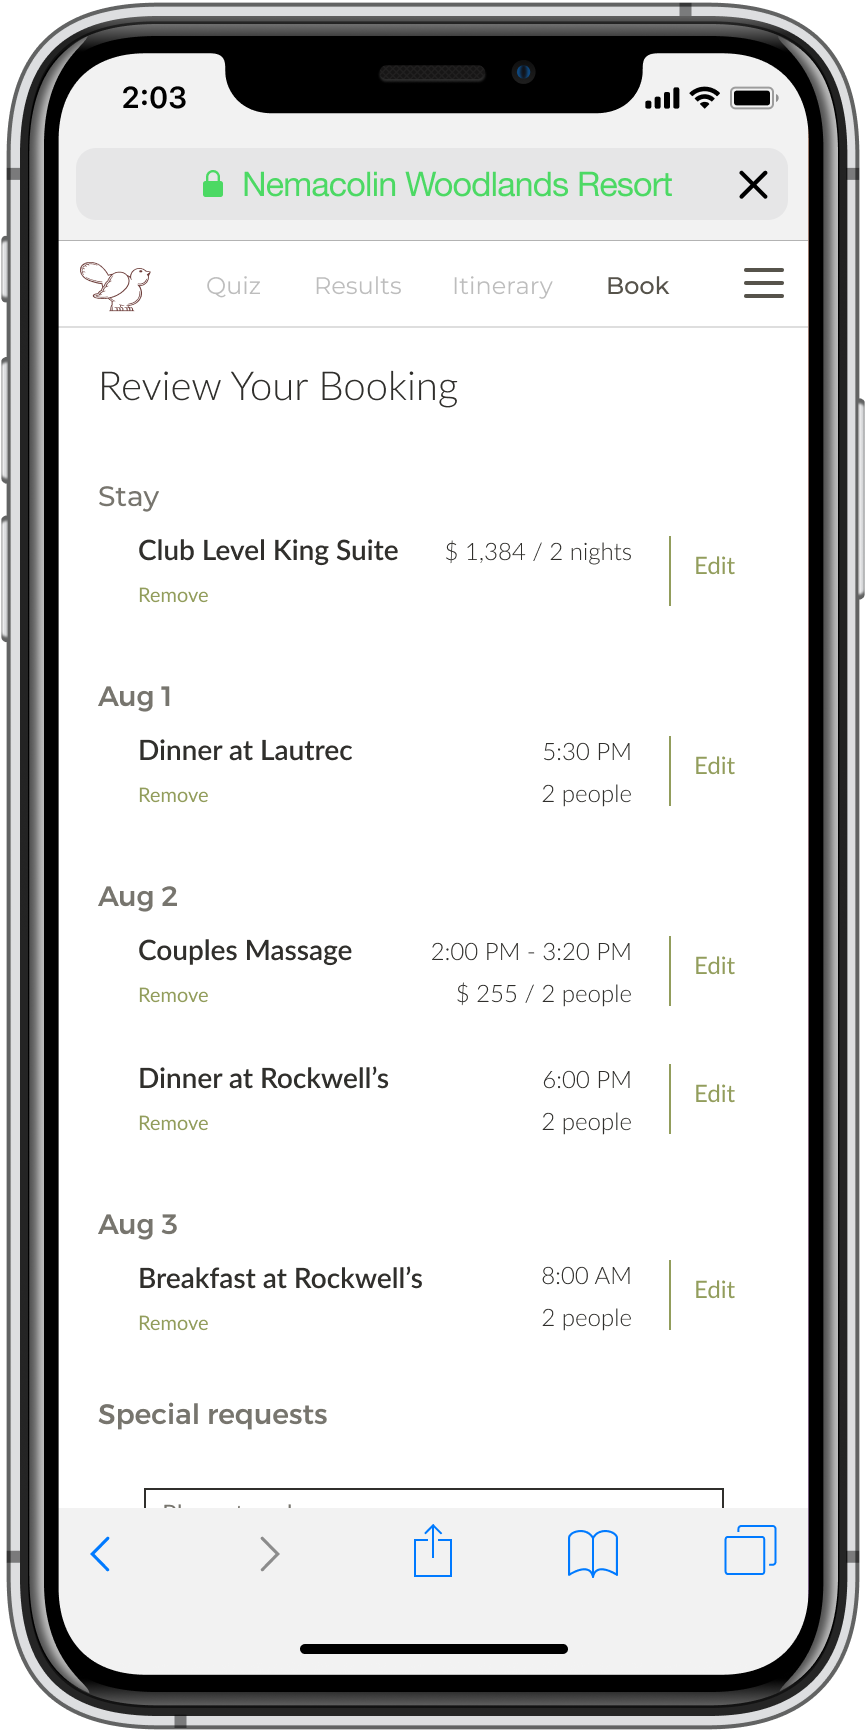 2:03
Nemacolin Woodlands Resort
Quiz Results Itinerary Book
Review Your Booking
Stay
Club Level King Suite $ 1,384 / 2 nights Edit
Remove
Aug 1
Dinner at Lautrec 5:30 PM Edit
Remove 2 people
Aug 2
Couples Massage 2:00 PM - 3:20 PM Edit
Remove $ 255 / 2 people
Dinner at Rockwell’s 6:00 PM Edit
Remove 2 people
Aug 3
Breakfast at Rockwell’s 8:00 AM Edit
Remove 2 people
Special requests